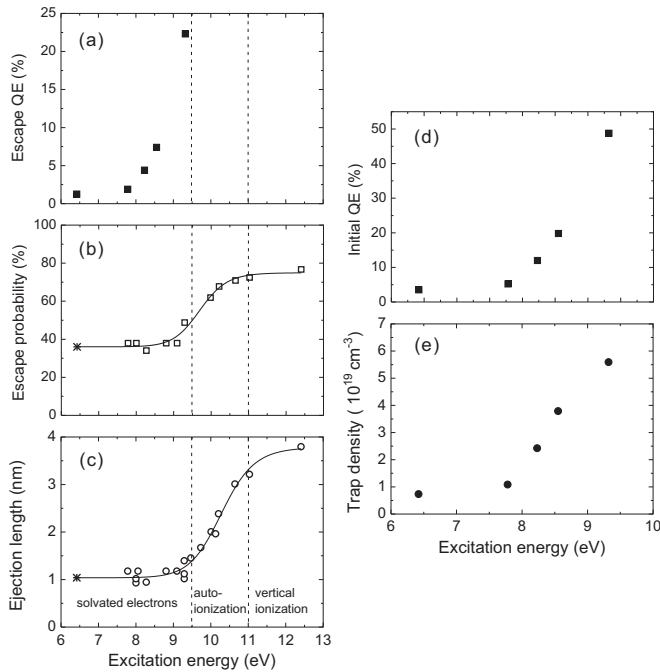 (a)
Escape QE (%)
25
20
15
10
5
0
(b)
Escape probability (%)
100
80
60
40
20
0
(c)
Ejection length (nm)
4
3
2
1
0
solvated electrons
auto-
ionization
vertical
ionization
6 7 8 9 10 11 12 13
Excitation energy (eV)
(d)
Initial QE (%)
50
40
30
20
10
0
(e)
Trap density ( 10^19 cm^-3)
7
6
5
4
3
2
1
0
6 7 8 9 10
Excitation energy (eV)